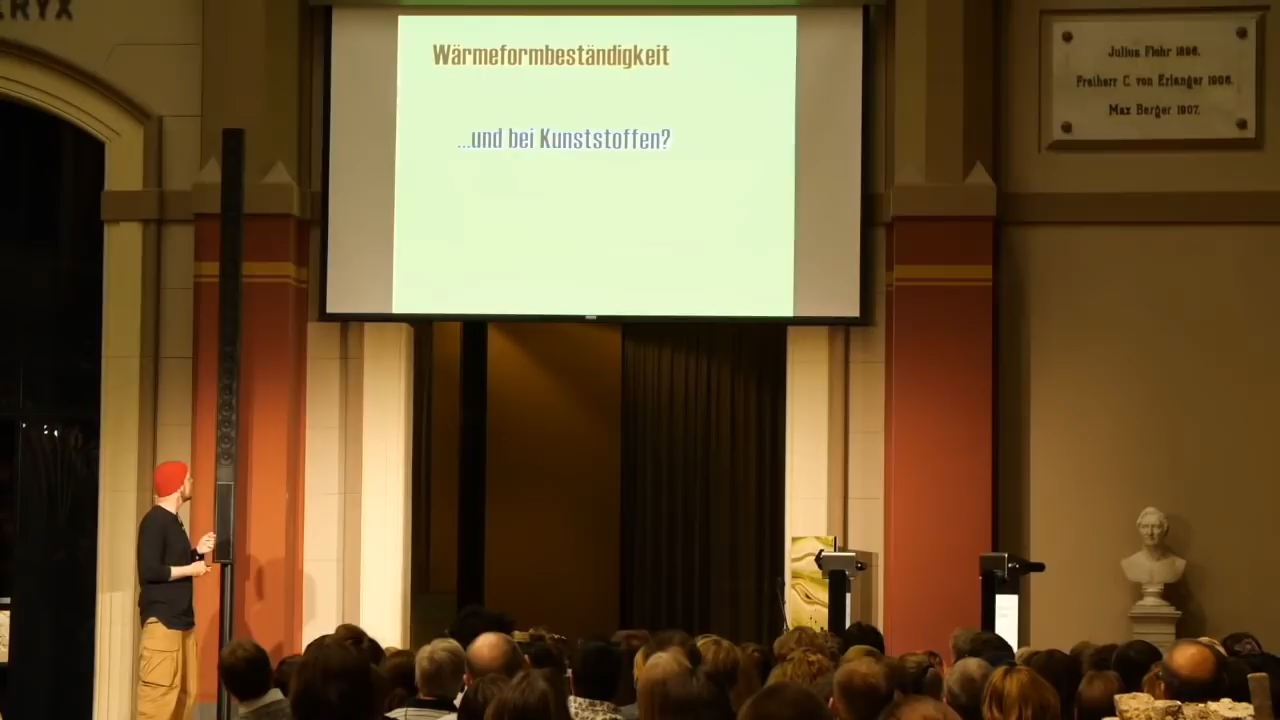 Wärmeformbeständigkeit
...und bei Kunststoffen?
Julius Flohr 1896.
Freiherr C. von Erlanger 1906.
Max Berger 1907.